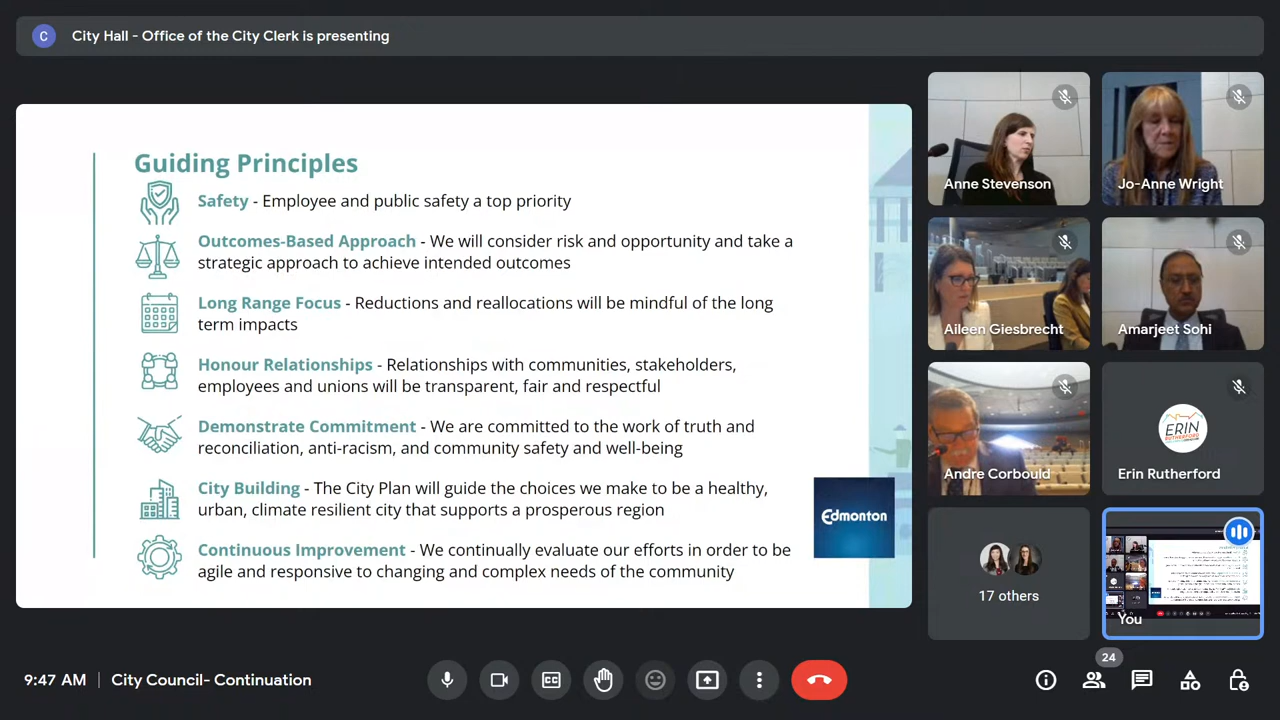 C
City Hall - Office of the City Clerk is presenting
Guiding Principles
Safety - Employee and public safety a top priority
Outcomes-Based Approach - We will consider risk and opportunity and take a
strategic approach to achieve intended outcomes
Long Range Focus - Reductions and reallocations will be mindful of the long
term impacts
Honour Relationships - Relationships with communities, stakeholders,
employees and unions will be transparent, fair and respectful
Demonstrate Commitment - We are committed to the work of truth and
reconciliation, anti-racism, and community safety and well-being
City Building - The City Plan will guide the choices we make to be a healthy,
urban, climate resilient city that supports a prosperous region
Continuous Improvement - We continually evaluate our efforts in order to be
agile and responsive to changing and complex needs of the community
Edmonton
Anne Stevenson
Jo-Anne Wright
Aileen Giesbrecht
Amarjeet Sohi
Andre Corbould
ERIN
RUTHERFORD
Erin Rutherford
17 others
You
9:47 AM | City Council- Continuation
CC
24